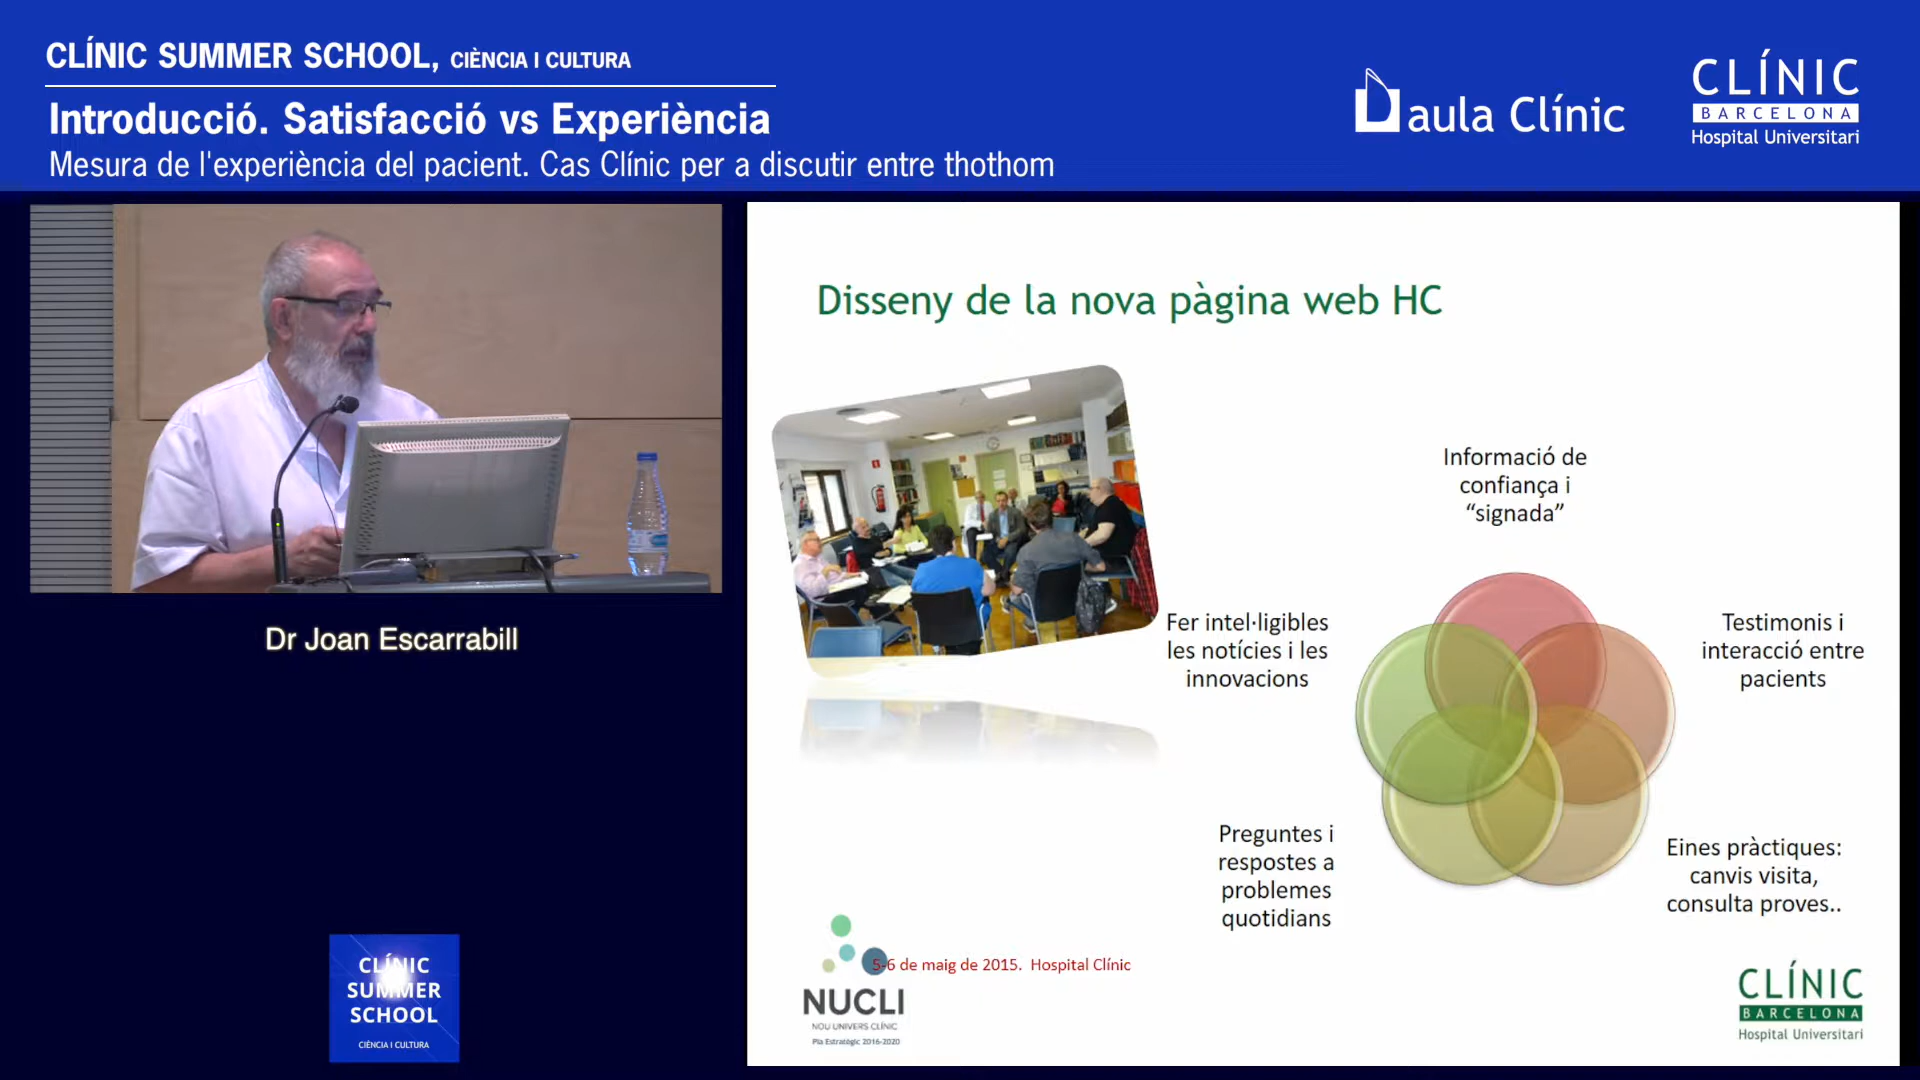 CLÍNIC SUMMER SCHOOL, CIÈNCIA I CULTURA
Introducció. Satisfacció vs Experiència
Mesura de l'experiència del pacient. Cas Clínic per a discutir entre thothom
aula Clínic
CLÍNIC
BARCELONA
Hospital Universitari
Dr Joan Escarrabill
CLÍNIC
SUMMER
SCHOOL
CIÈNCIA I CULTURA
Disseny de la nova pàgina web HC
Informació de
confiança i
“signada”
Fer intel·ligibles
les notícies i les
innovacions
Testimonis i
interacció entre
pacients
Preguntes i
respostes a
problemes
quotidians
Eines pràctiques:
canvis visita,
consulta proves..
5-6 de maig de 2015. Hospital Clínic
NUCLI
NOU UNIVERS CLÍNIC
Pla Estratègic 2016-2020
CLÍNIC
BARCELONA
Hospital Universitari